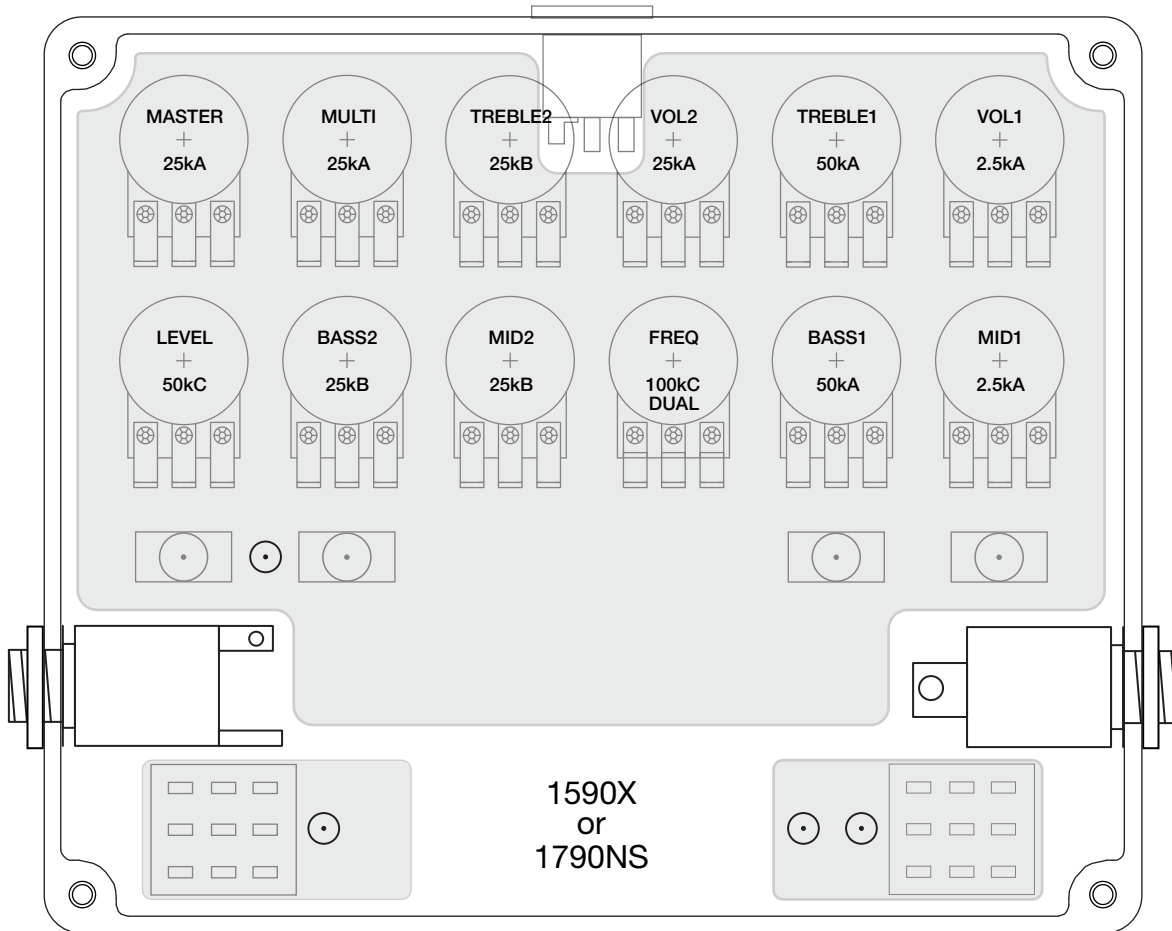 MASTER
25kA
MULTI
25kA
TREBLE2
25kB
VOL2
25kA
TREBLE1
50kA
VOL1
2.5kA
LEVEL
50kC
BASS2
25kB
MID2
25kB
FREQ
100kC
DUAL
BASS1
50kA
MID1
2.5kA
1590X
or
1790NS